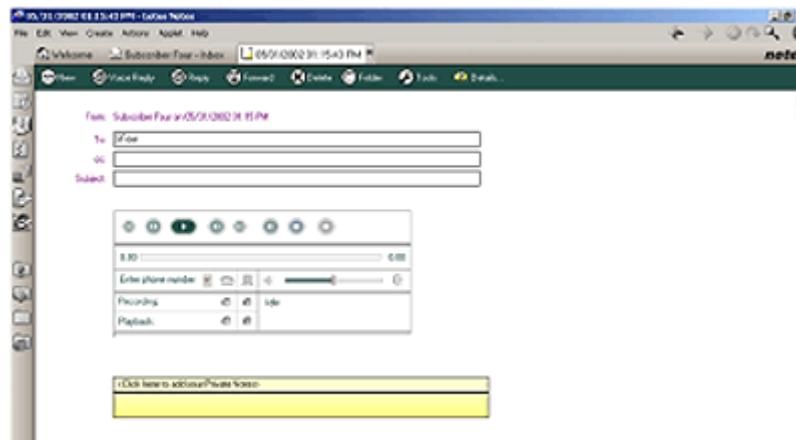 05/31/2002 01:15:43 PM - Lotus Notes
File Edit View Create Actions Applet Help
Welcome Subscriber Four - Inbox 05/31/2002 01:15:43 PM
notes
New Voice Reply Reply Forward Delete Folder Tools Details...
From: Subscriber Four on 05/31/2002 01:15 PM
To:
cc:
Subject:
0.00
Enter phone number
Recording Idle
Playback
<Click here to add your Private Notes>